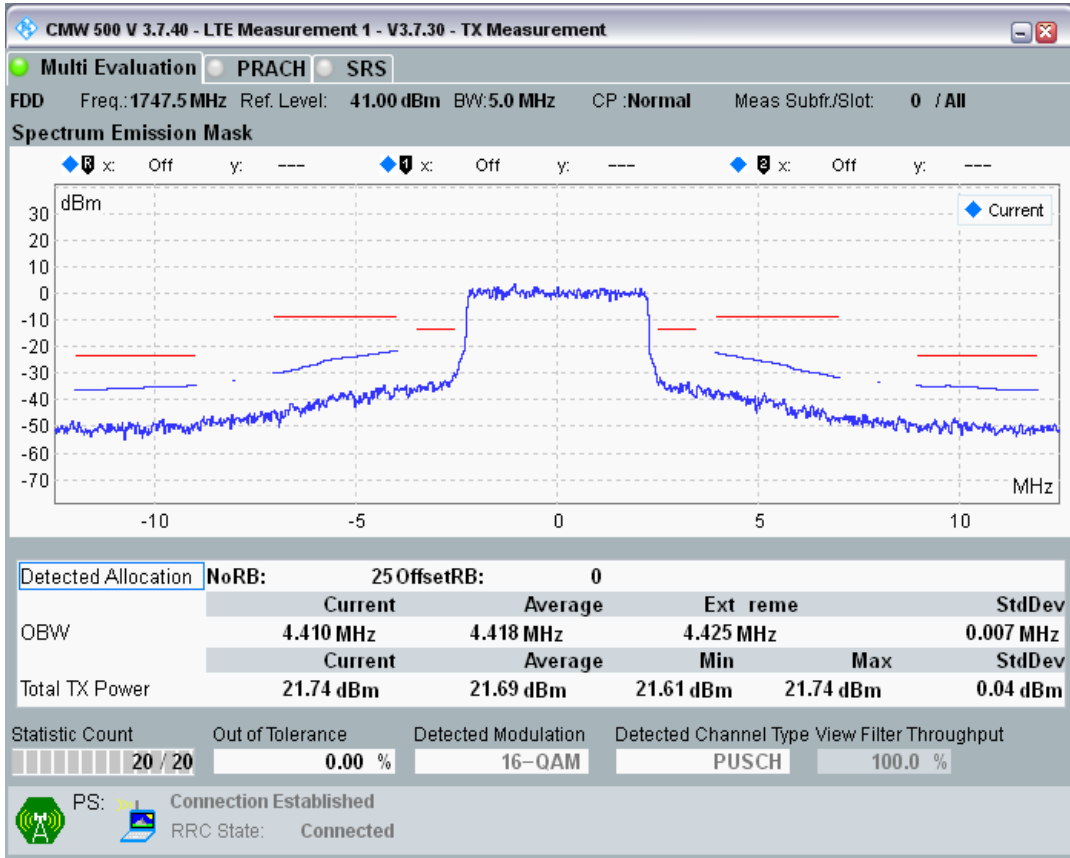 CMW 500 V 3.7.40 - LTE Measurement 1 - V3.7.30 - TX Measurement
Multi Evaluation PRACH SRS
FDD Freq.: 1747.5 MHz Ref. Level: 41.00 dBm BW: 5.0 MHz CP : Normal Meas Subfr./Slot: 0 / All
Spectrum Emission Mask
R x: Off y: --- 1 x: Off y: --- 2 x: Off y: ---
dBm
Current
30
20
10
0
-10
-20
-30
-40
-50
-60
-70
MHz
-10 -5 0 5 10
Detected Allocation NoRB: 25 OffsetRB: 0
Current Average Ext reme StdDev
OBW 4.410 MHz 4.418 MHz 4.425 MHz 0.007 MHz
Current Average Min Max StdDev
Total TX Power 21.74 dBm 21.69 dBm 21.61 dBm 21.74 dBm 0.04 dBm
Statistic Count Out of Tolerance Detected Modulation Detected Channel Type View Filter Throughput
20 / 20 0.00 % 16-QAM PUSCH 100.0 %
PS: Connection Established
RRC State: Connected